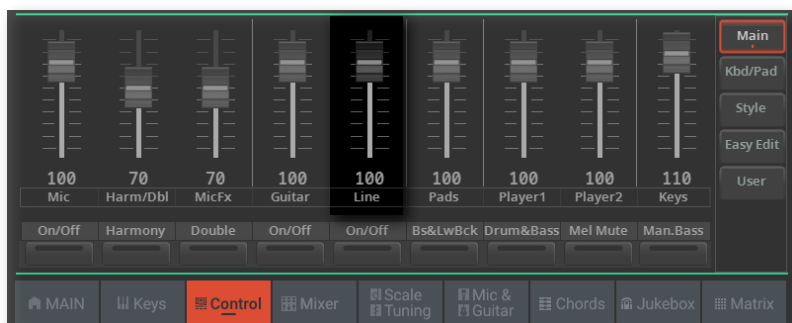 Main
Kbd/Pad
Style
Easy Edit
User
100 70 70 100 100 100 100 100 110
Mic Harm/Dbl MicFx Guitar Line Pads Player1 Player2 Keys
On/Off Harmony Double On/Off On/Off Bs&LwBck Drum&Bass Mel Mute Man.Bass
MAIN Keys Control Mixer Scale Tuning Mic & Guitar Chords Jukebox Matrix